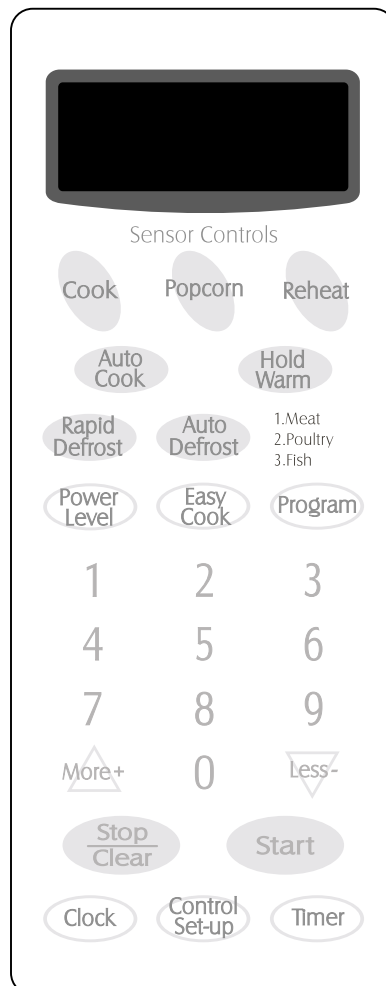 Sensor Controls
Cook
Popcorn
Reheat
Auto
Cook
Hold
Warm
Rapid
Defrost
Auto
Defrost
1.Meat
2.Poultry
3.Fish
Power
Level
Easy
Cook
Program
1
2
3
4
5
6
7
8
9
More+
0
Less-
Stop
Clear
Start
Clock
Control
Set-up
Timer